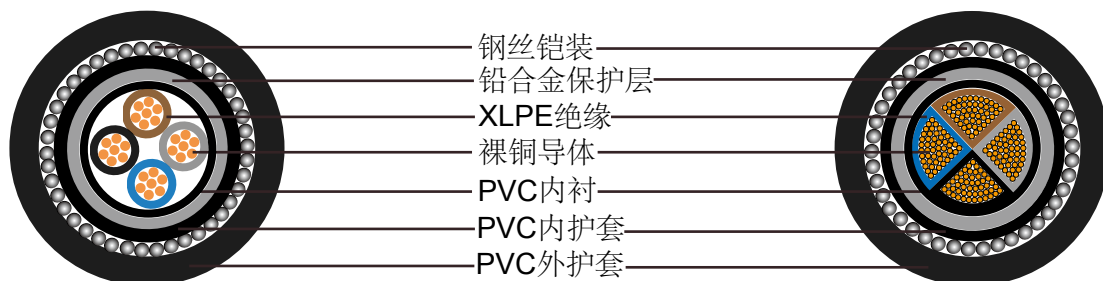 钢丝铠装
铅合金保护层
XLPE绝缘
裸铜导体
PVC内衬
PVC内护套
PVC外护套